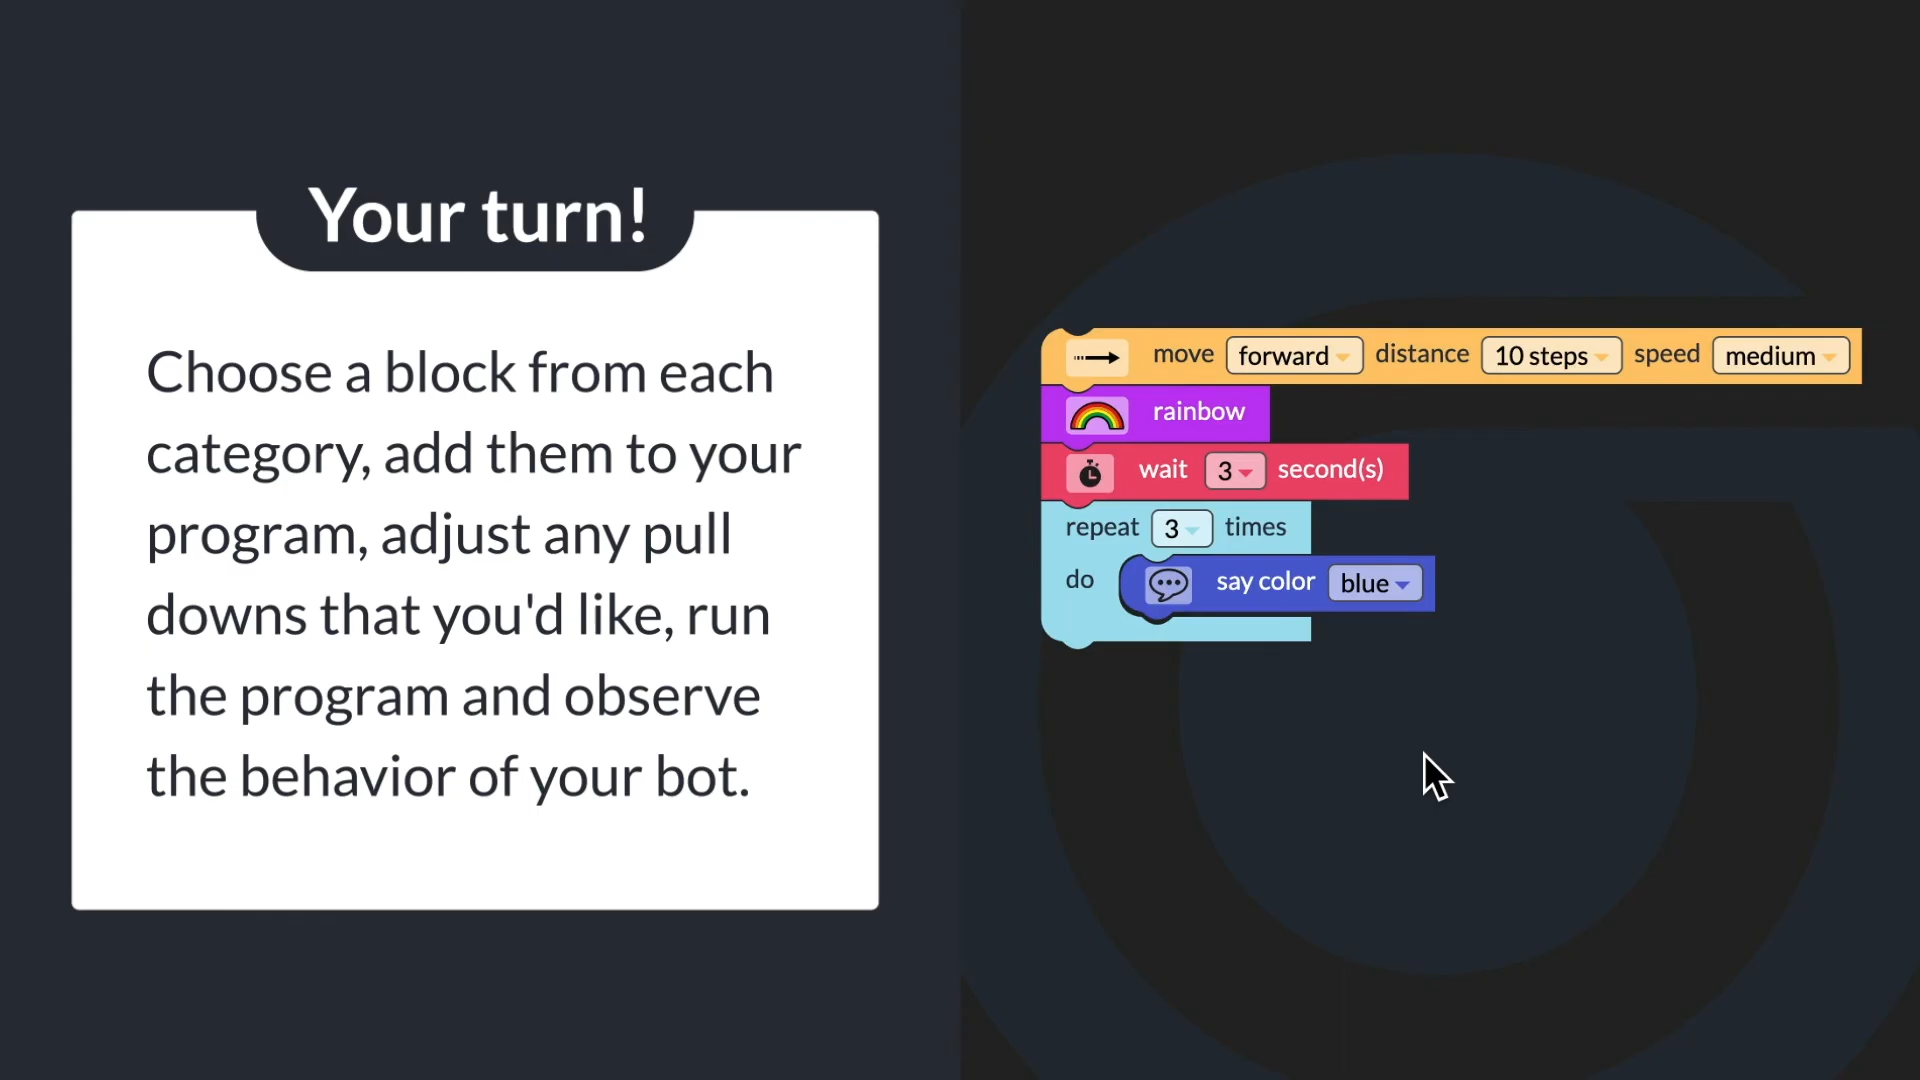 Your turn!
Choose a block from each
category, add them to your
program, adjust any pull
downs that you'd like, run
the program and observe
the behavior of your bot.
move forward distance 10 steps speed medium
rainbow
wait 3 second(s)
repeat 3 times
do say color blue